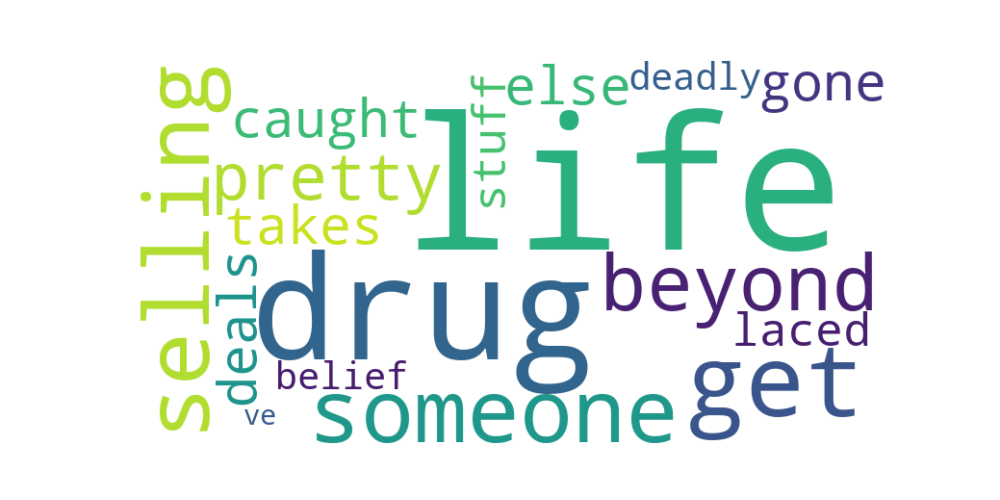 selling
caught
pretty
takes
stuff
else
deadly
gone
life
drug
deals
belief
ve
someone
beyond
laced
get